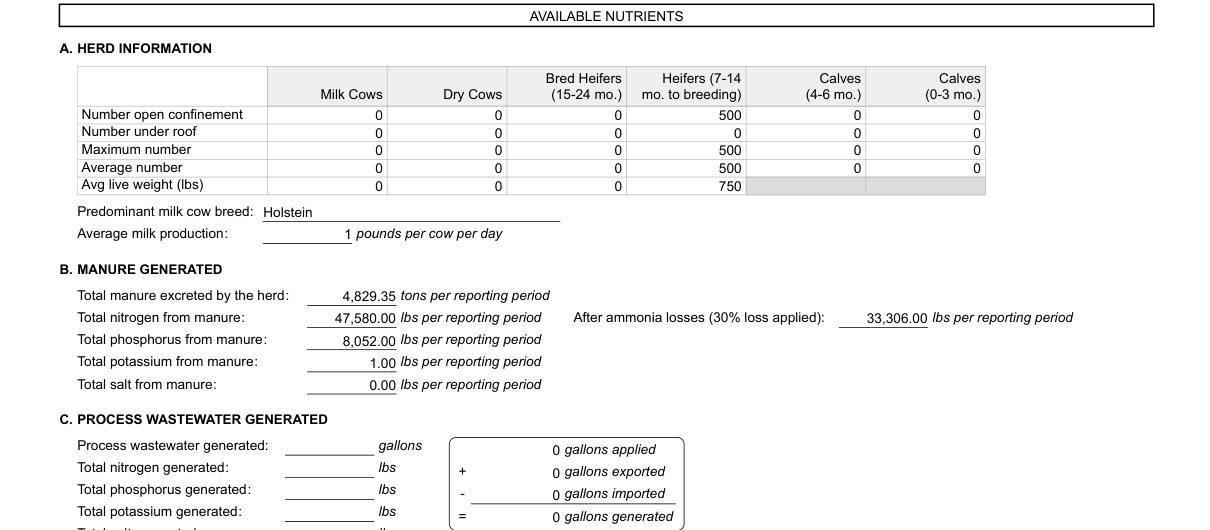 AVAILABLE NUTRIENTS
A. HERD INFORMATION
Milk Cows Dry Cows Bred Heifers (15-24 mo.) Heifers (7-14 mo. to breeding) Calves (4-6 mo.) Calves (0-3 mo.)
Number open confinement 0 0 0 500 0 0
Number under roof 0 0 0 0 0 0
Maximum number 0 0 0 500 0 0
Average number 0 0 0 500 0 0
Avg live weight (lbs) 0 0 0 750
Predominant milk cow breed: Holstein
Average milk production: 1 pounds per cow per day
B. MANURE GENERATED
Total manure excreted by the herd: 4,829.35 tons per reporting period
Total nitrogen from manure: 47,580.00 lbs per reporting period After ammonia losses (30% loss applied): 33,306.00 lbs per reporting period
Total phosphorus from manure: 8,052.00 lbs per reporting period
Total potassium from manure: 1.00 lbs per reporting period
Total salt from manure: 0.00 lbs per reporting period
C. PROCESS WASTEWATER GENERATED
Process wastewater generated: gallons 0 gallons applied
Total nitrogen generated: lbs + 0 gallons exported
Total phosphorus generated: lbs - 0 gallons imported
Total potassium generated: lbs = 0 gallons generated